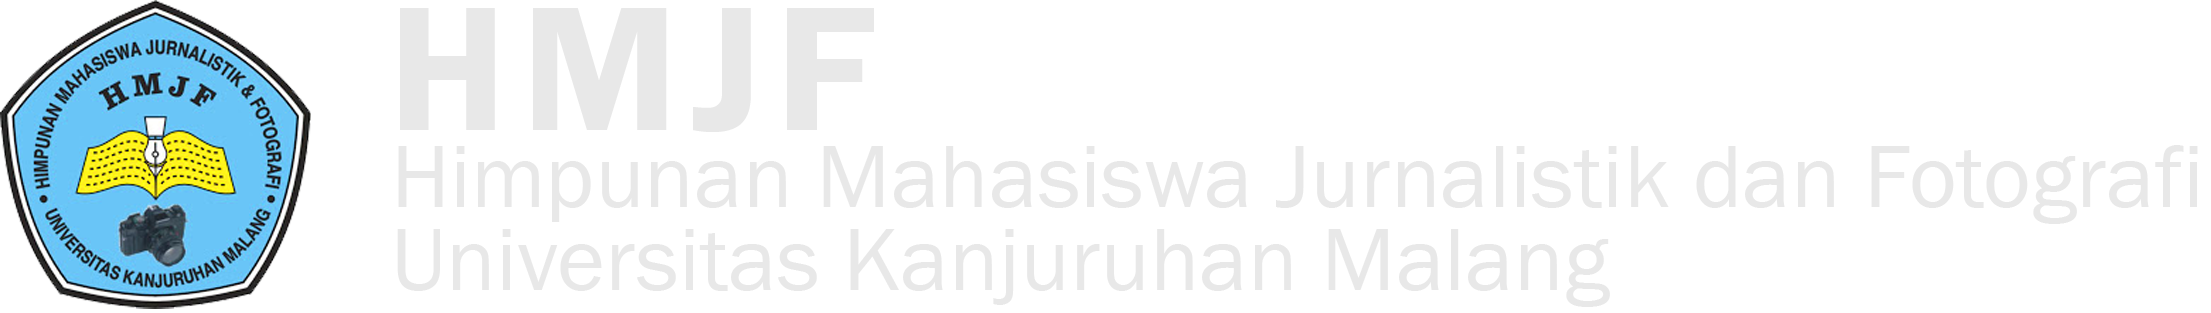 HIMPUNAN MAHASISWA JURNALISTIK & FOTOGRAFI
HMJF
• UNIVERSITAS KANJURUHAN MALANG •
HMJF
Himpunan Mahasiswa Jurnalistik dan Fotografi
Universitas Kanjuruhan Malang